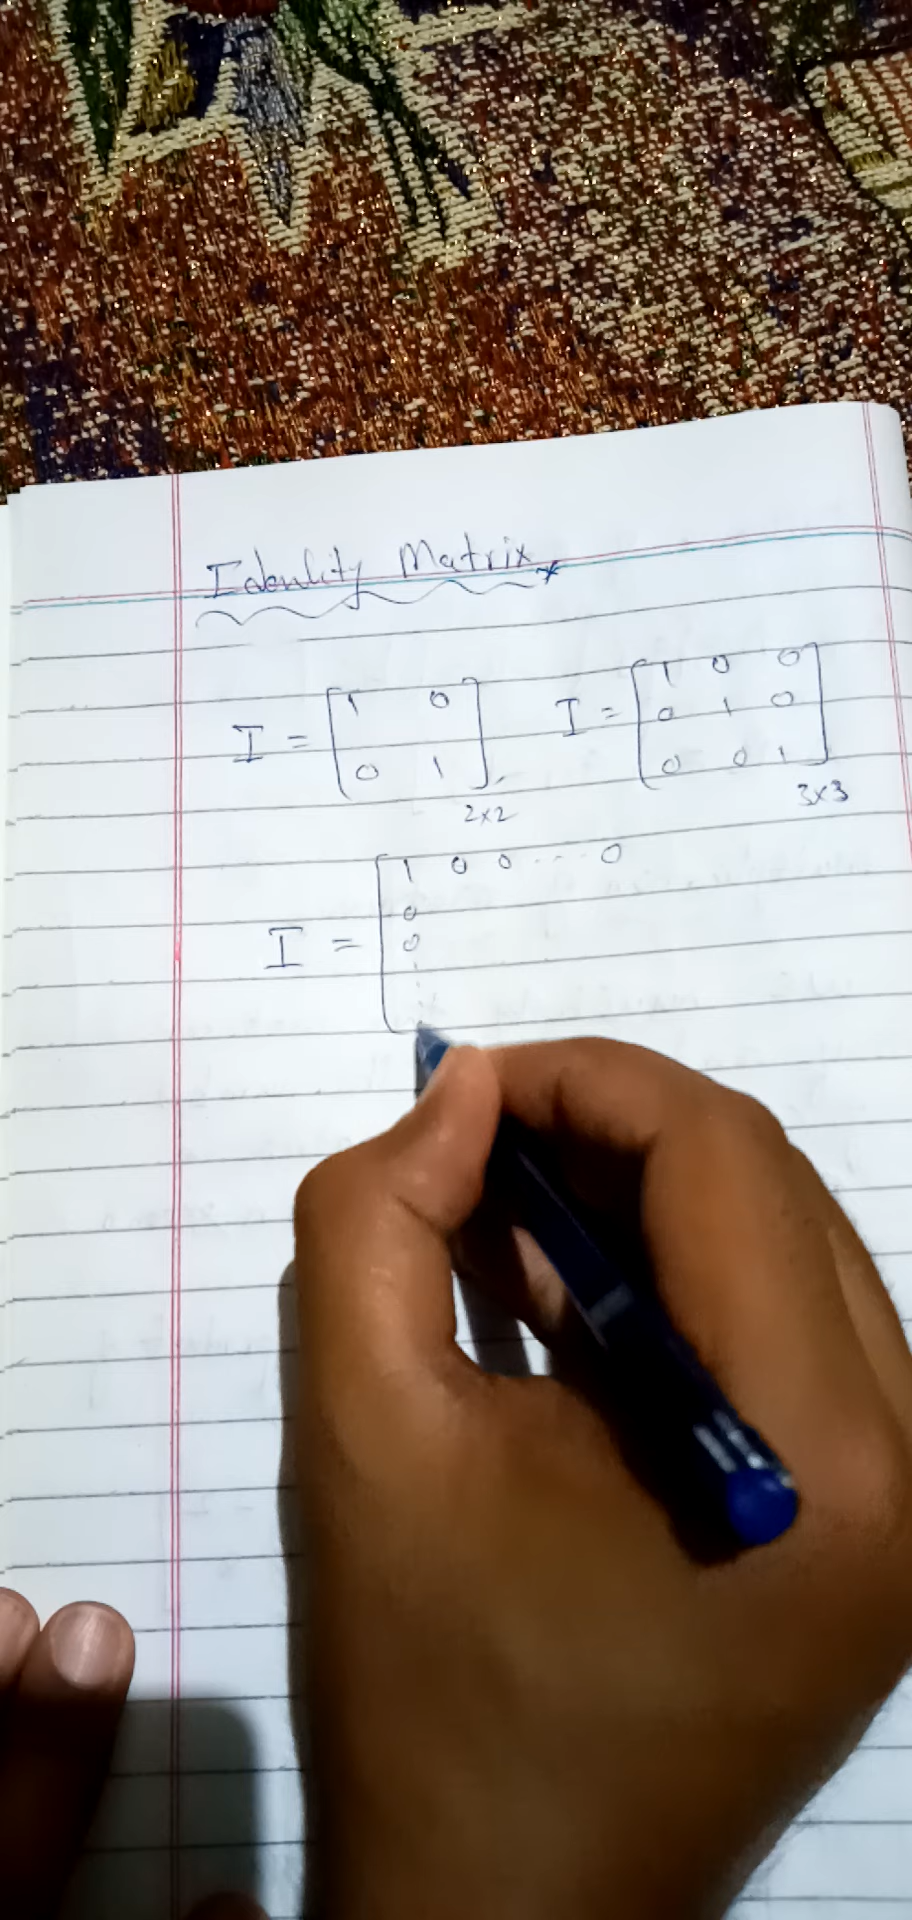 Identity Matrix
I = [ 1 0
0 1 ] 2×2
I = [ 1 0 0
0 1 0
0 0 1 ] 3×3
I = [ 1 0 0 ... 0
0
0